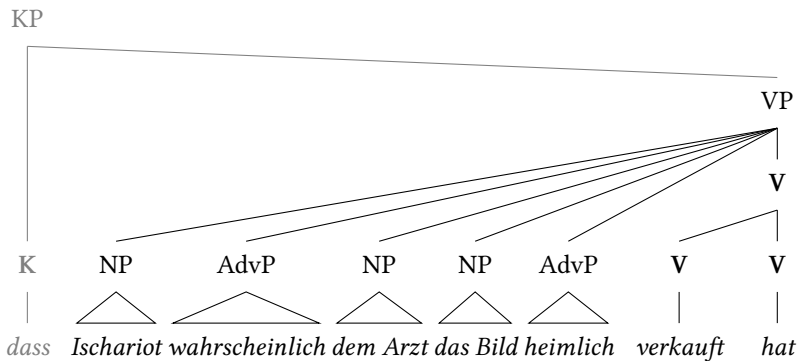 KP
VP
V
K NP AdvP NP NP AdvP V V
dass Ischariot wahrscheinlich dem Arzt das Bild heimlich verkauft hat